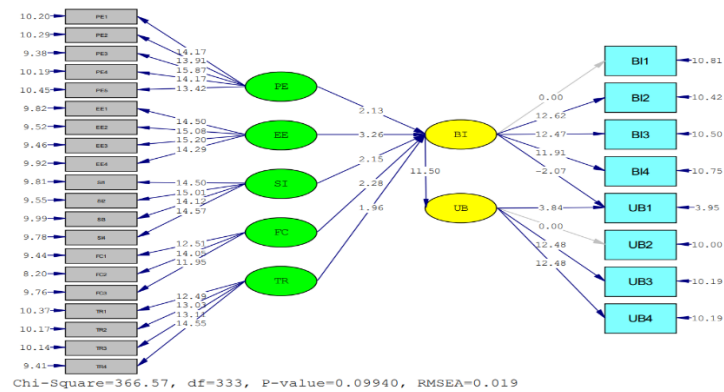 10.20 PE1
10.29 PE2
9.38 PE3
10.19 PE4
10.45 PE5
9.82 EE1
9.52 EE2
9.46 EE3
9.92 EE4
9.81 SI1
9.55 SI2
9.99 SI3
9.78 SI4
9.44 FC1
8.20 FC2
9.76 FC3
10.37 TR1
10.17 TR2
10.14 TR3
9.41 TR4
14.17
13.91
15.87
14.17
13.42
14.50
15.08
15.20
14.29
14.50
15.01
14.12
14.57
12.51
14.05
11.95
12.49
13.03
13.11
14.55
PE
EE
SI
FC
TR
2.13
3.26
2.15
2.28
1.96
BI
11.50
UB
0.00
12.62
12.47
11.91
-2.07
3.84
0.00
12.48
12.48
BI1 10.81
BI2 10.42
BI3 10.50
BI4 10.75
UB1 3.95
UB2 10.00
UB3 10.19
UB4 10.19
Chi-Square=366.57, df=333, P-value=0.09940, RMSEA=0.019